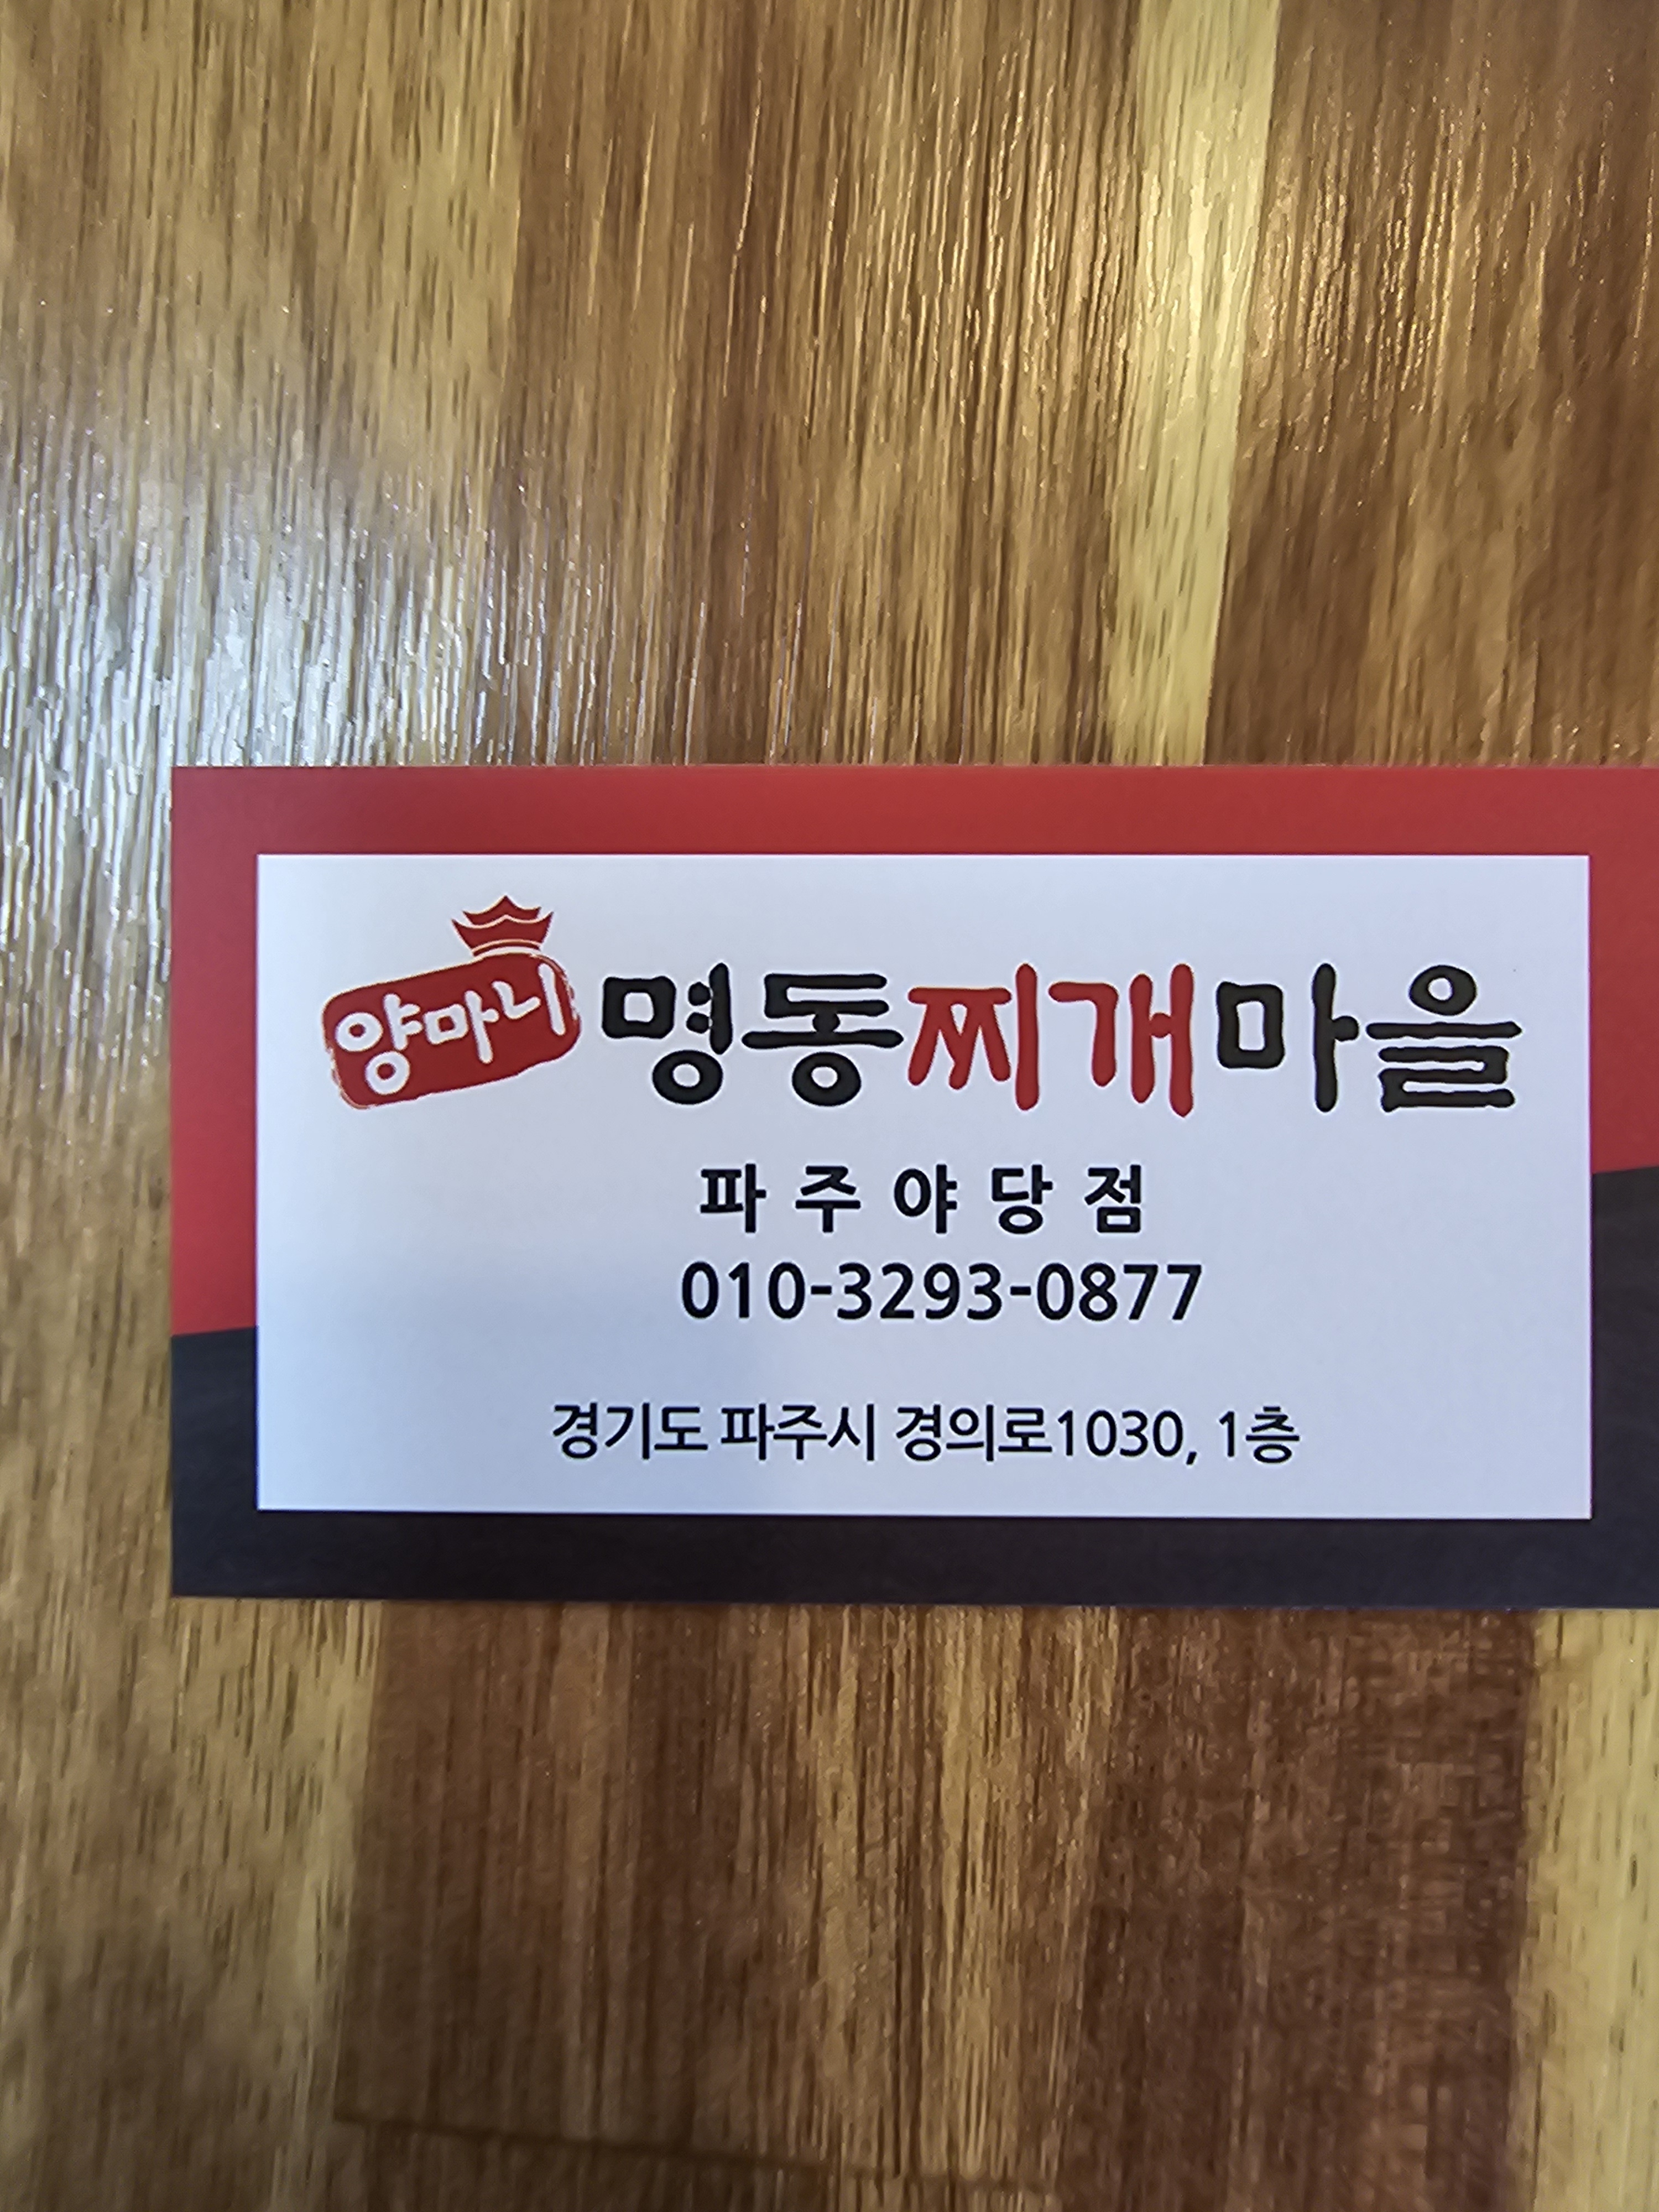 양마니 명동찌개마을
파주야당점
010-3293-0877
경기도 파주시 경의로1030, 1층